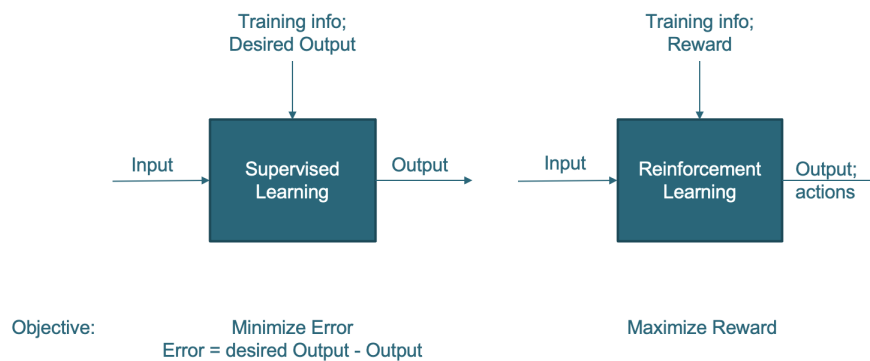 Training info;
Desired Output
Training info;
Reward
Input
Supervised
Learning
Output
Input
Reinforcement
Learning
Output;
actions
Objective:
Minimize Error
Error = desired Output - Output
Maximize Reward